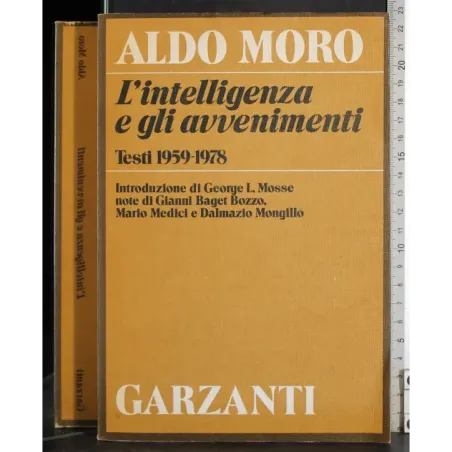 ALDO MORO
L'intelligenza
e gli avvenimenti
Testi 1959-1978
Introduzione di George L. Mosse
note di Gianni Baget Bozzo,
Mario Medici e Dalmazio Mongillo
GARZANTI